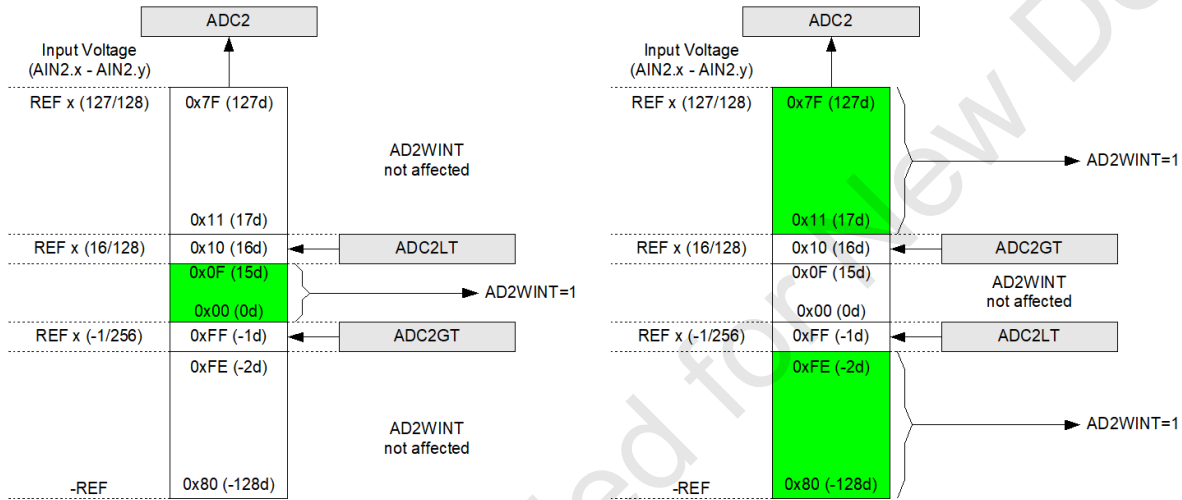 ADC2
Input Voltage
(AIN2.x - AIN2.y)
REF x (127/128)
0x7F (127d)
AD2WINT
not affected
0x11 (17d)
REF x (16/128)
0x10 (16d)
ADC2LT
0x0F (15d)
AD2WINT=1
0x00 (0d)
REF x (-1/256)
0xFF (-1d)
ADC2GT
0xFE (-2d)
AD2WINT
not affected
-REF
0x80 (-128d)
ADC2
Input Voltage
(AIN2.x - AIN2.y)
REF x (127/128)
0x7F (127d)
AD2WINT=1
0x11 (17d)
REF x (16/128)
0x10 (16d)
ADC2GT
0x0F (15d)
AD2WINT
not affected
0x00 (0d)
REF x (-1/256)
0xFF (-1d)
ADC2LT
0xFE (-2d)
AD2WINT=1
-REF
0x80 (-128d)
for New